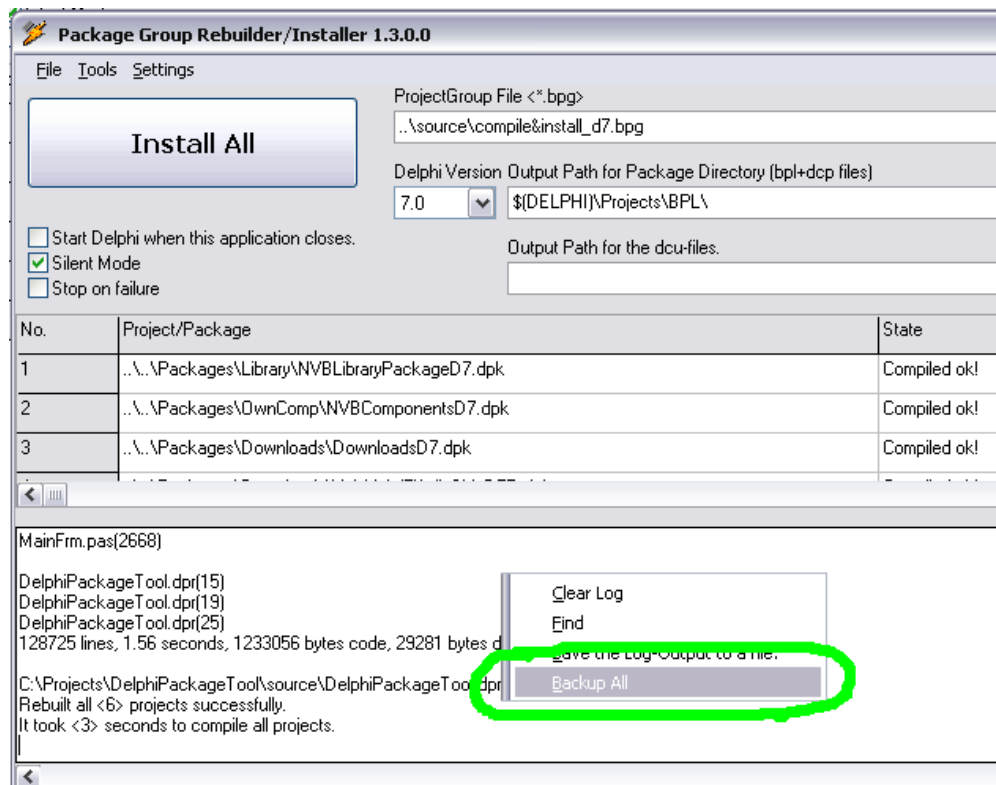 Package Group Rebuilder/Installer 1.3.0.0
File Tools Settings
Install All
ProjectGroup File <*.bpg>
..\source\compile&install_d7.bpg
Delphi Version Output Path for Package Directory (bpl+dcp files)
7.0 $(DELPHI)\Projects\BPL\
Start Delphi when this application closes.
Silent Mode
Stop on failure
Output Path for the dcu-files.
No. Project/Package State
1 ..\..\Packages\Library\NVBLibraryPackageD7.dpk Compiled ok!
2 ..\..\Packages\OwnComp\NVBComponentsD7.dpk Compiled ok!
3 ..\..\Packages\Downloads\DownloadsD7.dpk Compiled ok!
MainFrm.pas(2668)
DelphiPackageTool.dpr(15)
DelphiPackageTool.dpr(19)
DelphiPackageTool.dpr(25)
128725 lines, 1.56 seconds, 1233056 bytes code, 29281 bytes d
C:\Projects\DelphiPackageTool\source\DelphiPackageTool.dpr
Rebuilt all <6> projects successfully.
It took <3> seconds to compile all projects.
Clear Log
Find
Save the Log-Output to a file.
Backup All